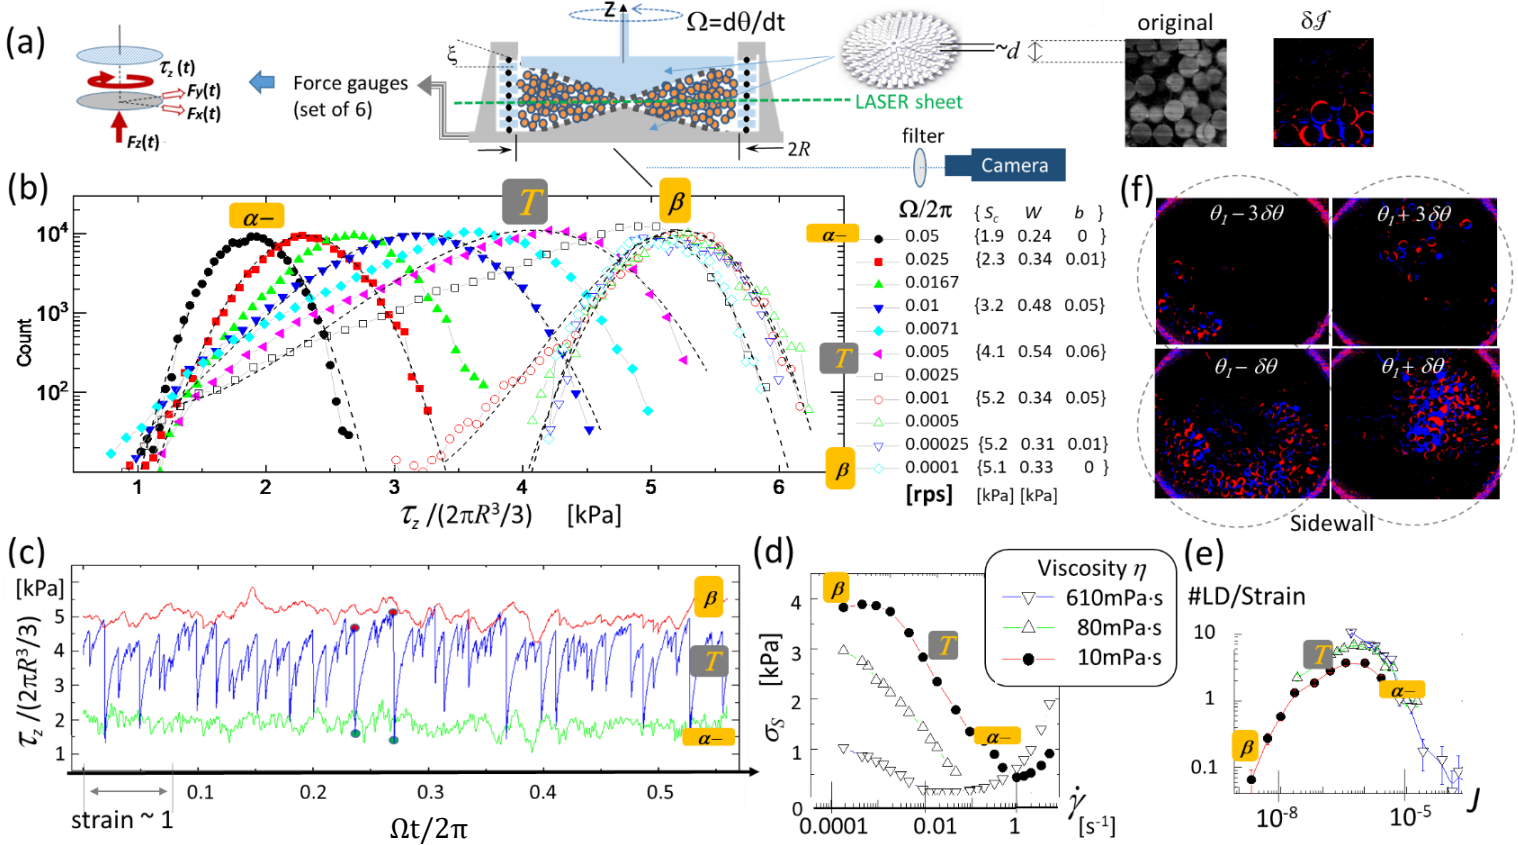 (a)
τz (t)
Fy(t)
Fx(t)
Fz(t)
Force gauges
(set of 6)
ξ
Z
Ω=dθ/dt
LASER sheet
2R
~d
filter
Camera
original
δℐ
(b)
α−
T
β
Count
10⁴
10³
10²
1 2 3 4 5 6
τz /(2πR³/3) [kPa]
Ω/2π { Sc W b }
α− 0.05 {1.9 0.24 0 }
0.025 {2.3 0.34 0.01}
0.0167
0.01 {3.2 0.48 0.05}
0.0071
T 0.005 {4.1 0.54 0.06}
0.0025
0.001 {5.2 0.34 0.05}
0.0005
0.00025 {5.2 0.31 0.01}
β 0.0001 {5.1 0.33 0 }
[rps] [kPa] [kPa]
(f)
θ1 − 3δθ
θ1 + 3δθ
θ1 − δθ
θ1 + δθ
Sidewall
(c)
[kPa]
τz /(2πR³/3)
5
4
3
2
1
β
T
α−
0.1 0.2 0.3 0.4 0.5
strain ~ 1
Ωt/2π
(d)
σS [kPa]
4
3
2
1
0
β
T
α−
0.0001 0.01 1
γ̇
[s⁻¹]
Viscosity η
610mPa·s
80mPa·s
10mPa·s
(e)
#LD/Strain
10
1
0.1
T
α−
β
10⁻⁸ 10⁻⁵
J